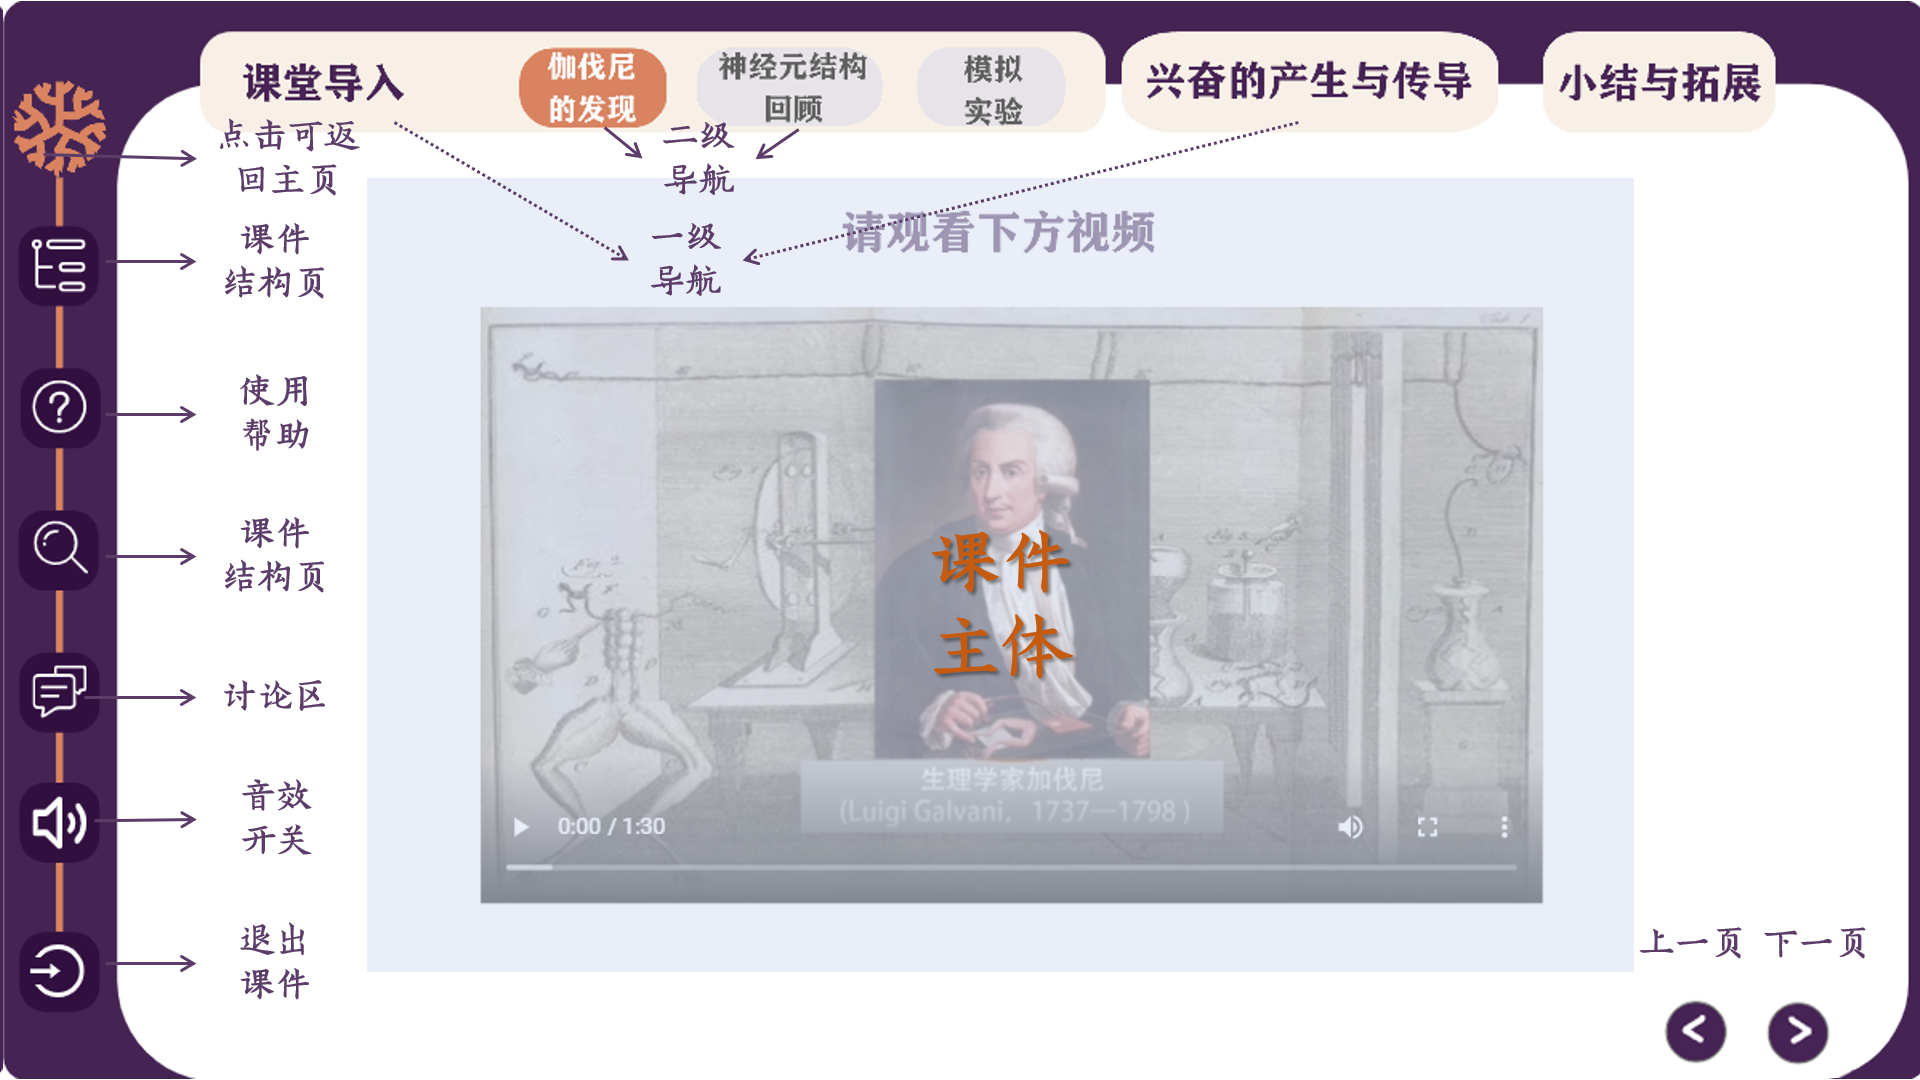 课堂导入
伽伐尼
的发现
神经元结构
回顾
模拟
实验
兴奋的产生与传导
小结与拓展
点击可返
回主页
二级
导航
课件
结构页
一级
导航
请观看下方视频
使用
帮助
课件
结构页
课件
主体
讨论区
生理学家加伐尼
(Luigi Galvani, 1737—1798 )
音效
开关
0:00 / 1:30
退出
课件
上一页 下一页